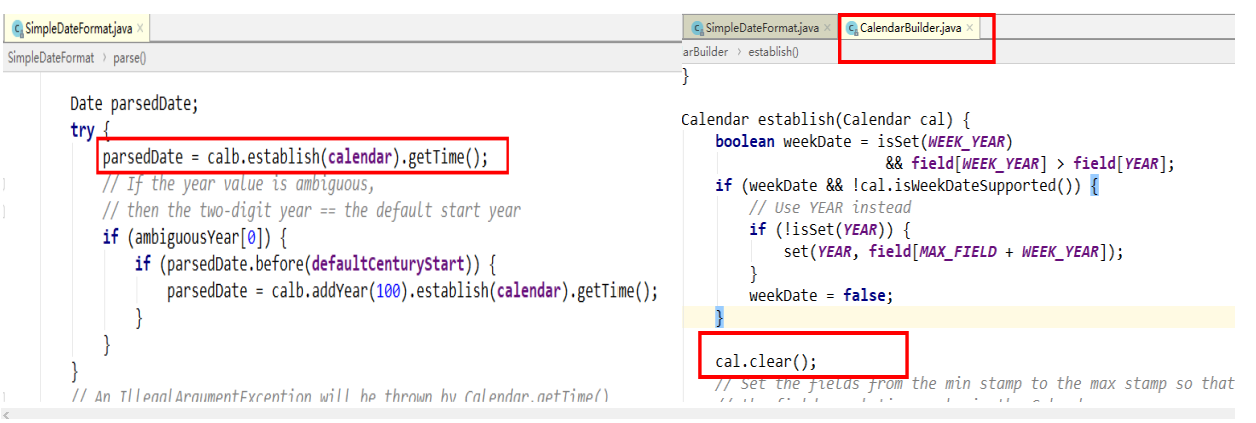 SimpleDateFormat.java
SimpleDateFormat › parse()
Date parsedDate;
try {
parsedDate = calb.establish(calendar).getTime();
// If the year value is ambiguous,
// then the two-digit year == the default start year
if (ambiguousYear[0]) {
if (parsedDate.before(defaultCenturyStart)) {
parsedDate = calb.addYear(100).establish(calendar).getTime();
}
}
}
// An IllegalArgumentException will be thrown by Calendar.getTime()
SimpleDateFormat.java CalendarBuilder.java
arBuilder › establish()
}
Calendar establish(Calendar cal) {
boolean weekDate = isSet(WEEK_YEAR)
&& field[WEEK_YEAR] > field[YEAR];
if (weekDate && !cal.isWeekDateSupported()) {
// Use YEAR instead
if (!isSet(YEAR)) {
set(YEAR, field[MAX_FIELD + WEEK_YEAR]);
}
weekDate = false;
}
cal.clear();
// Set the fields from the min stamp to the max stamp so that